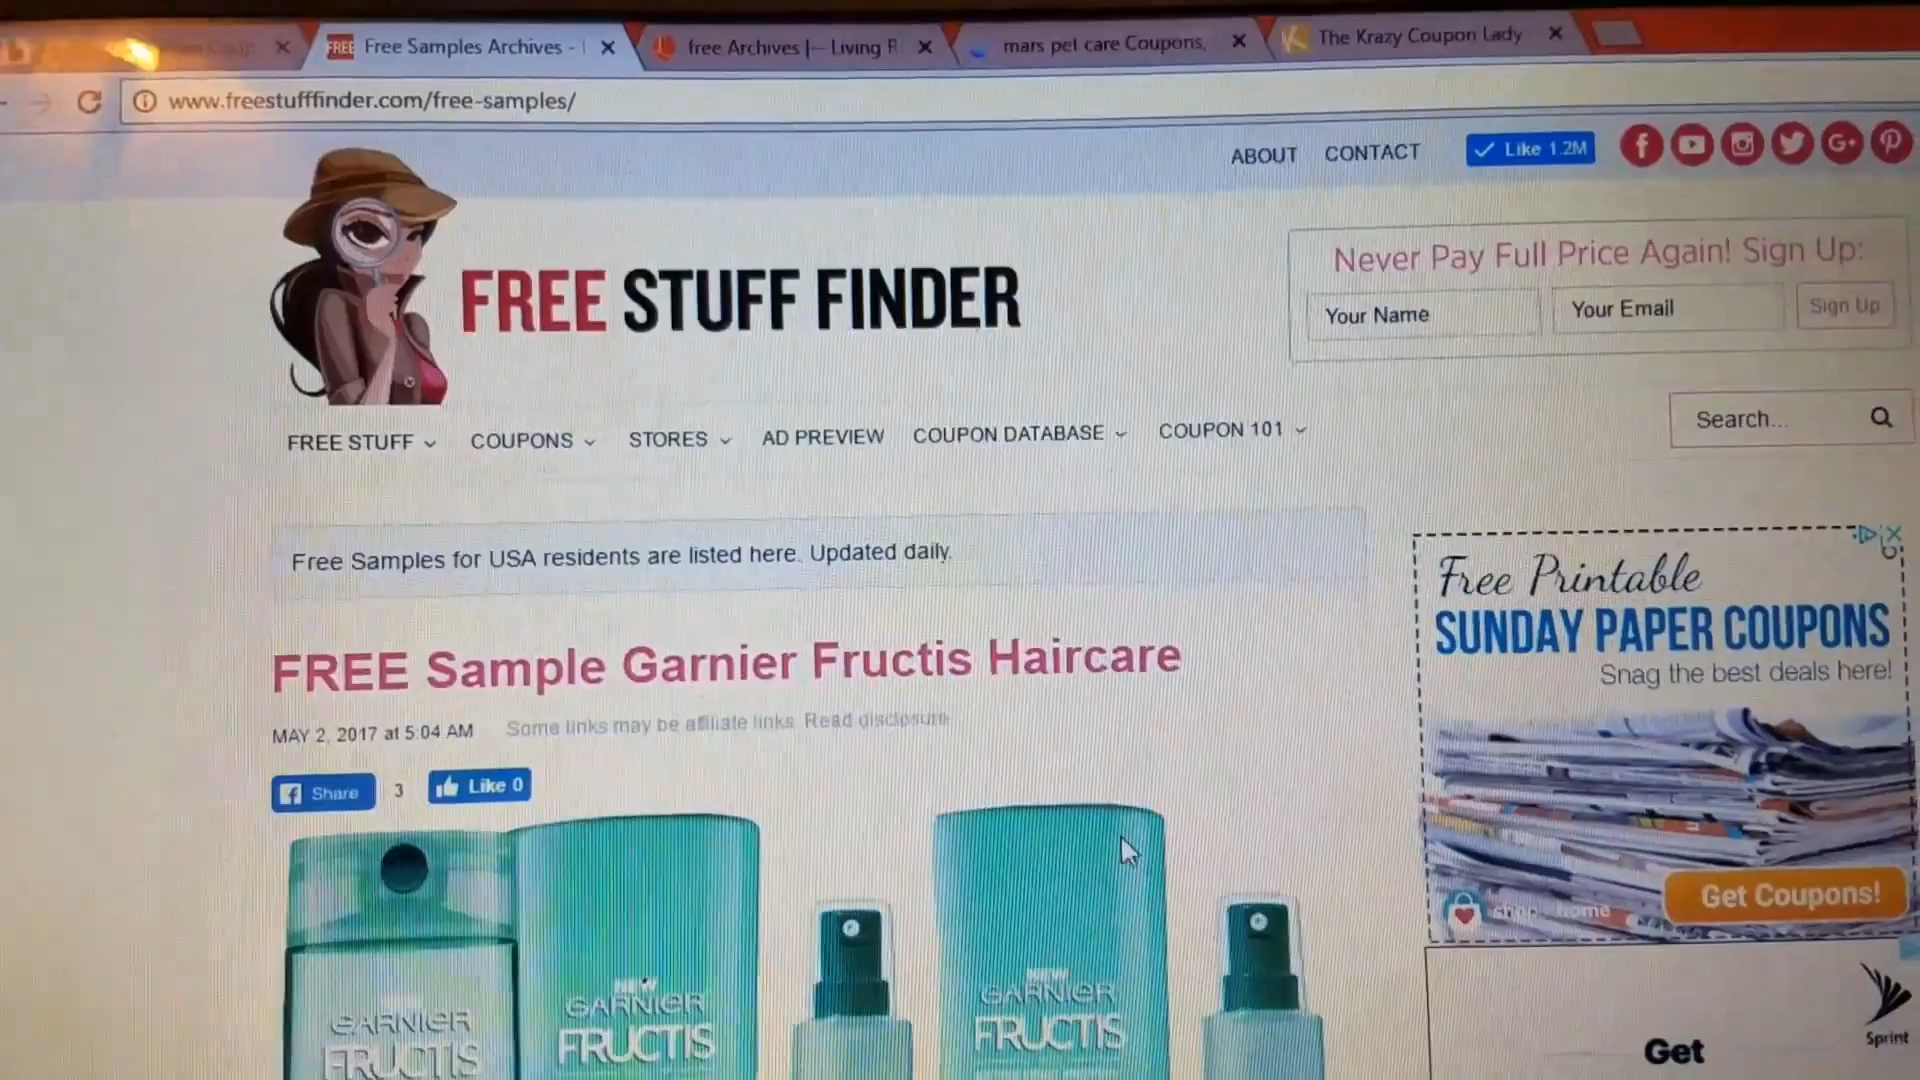 FREE Free Samples Archives -
free Archives |-- Living R
mars pet care Coupons,
The Krazy Coupon Lady
www.freestufffinder.com/free-samples/
ABOUT CONTACT Like 1.2M
FREE STUFF FINDER
Never Pay Full Price Again! Sign Up:
Your Name Your Email Sign Up
FREE STUFF COUPONS STORES AD PREVIEW COUPON DATABASE COUPON 101
Search...
Free Samples for USA residents are listed here. Updated daily.
FREE Sample Garnier Fructis Haircare
MAY 2, 2017 at 5:04 AM Some links may be affiliate links. Read disclosure
Share 3 Like 0
NEW
GARNIER
FRUCTIS
GARNIER
FRUCTIS
NEW
GARNIER
FRUCTIS
Free Printable
SUNDAY PAPER COUPONS
Snag the best deals here!
Get Coupons!
home
Get
Sprint